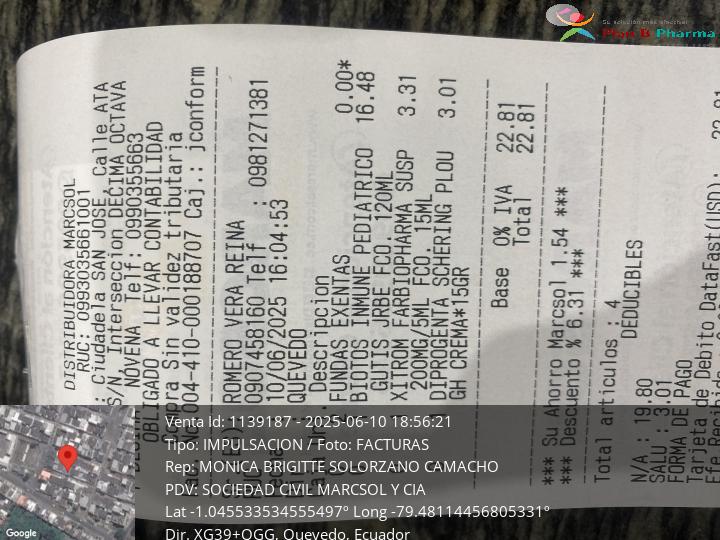 Su solución más efectiva!
Plan B Pharma
DISTRIBUIDORA MARCSOL
RUC: 0993035661001
: Ciudadela SAN JOSE, Calle ATA
S/N, Interseccion DECIMA OCTAVA
NOVENA Telf: 0990355663
OBLIGADO A LLEVAR CONTABILIDAD
Sin validez tributaria
004-410-000188707 Caj.: jconform
ROMERO VERA REINA
0907458160 Telf : 0981271381
10/06/2025 16:04:53
QUEVEDO
Descripcion
FUNDAS EXENTAS 0.00*
BIOTOS INMUNE PEDIATRICO 16.48
GUTIS JRBE FCO. 120ML
XITROM FARBIOPHARMA SUSP 3.31
200MG/5ML FCO. 15ML
DIPROGENTA SCHERING PLOU 3.01
GH CREMA*15GR
Base 0% IVA 22.81
Total 22.81
*** Su Ahorro Marcsol 1.54 ***
*** Descuento % 6.31 ***
Total articulos : 4
DEDUCIBLES
N/A : 19.80
SALU : 3.01
FORMA DE PAGO
Tarjeta de Debito DataFast(USD):
Venta Id: 1139187 - 2025-06-10 18:56:21
Tipo: IMPULSACION / Foto: FACTURAS
Rep: MONICA BRIGITTE SOLORZANO CAMACHO
PDV: SOCIEDAD CIVIL MARCSOL Y CIA
Lat -1.045533534555497° Long -79.48114456805331°
Dir. XG39+QGG, Quevedo, Ecuador
Google